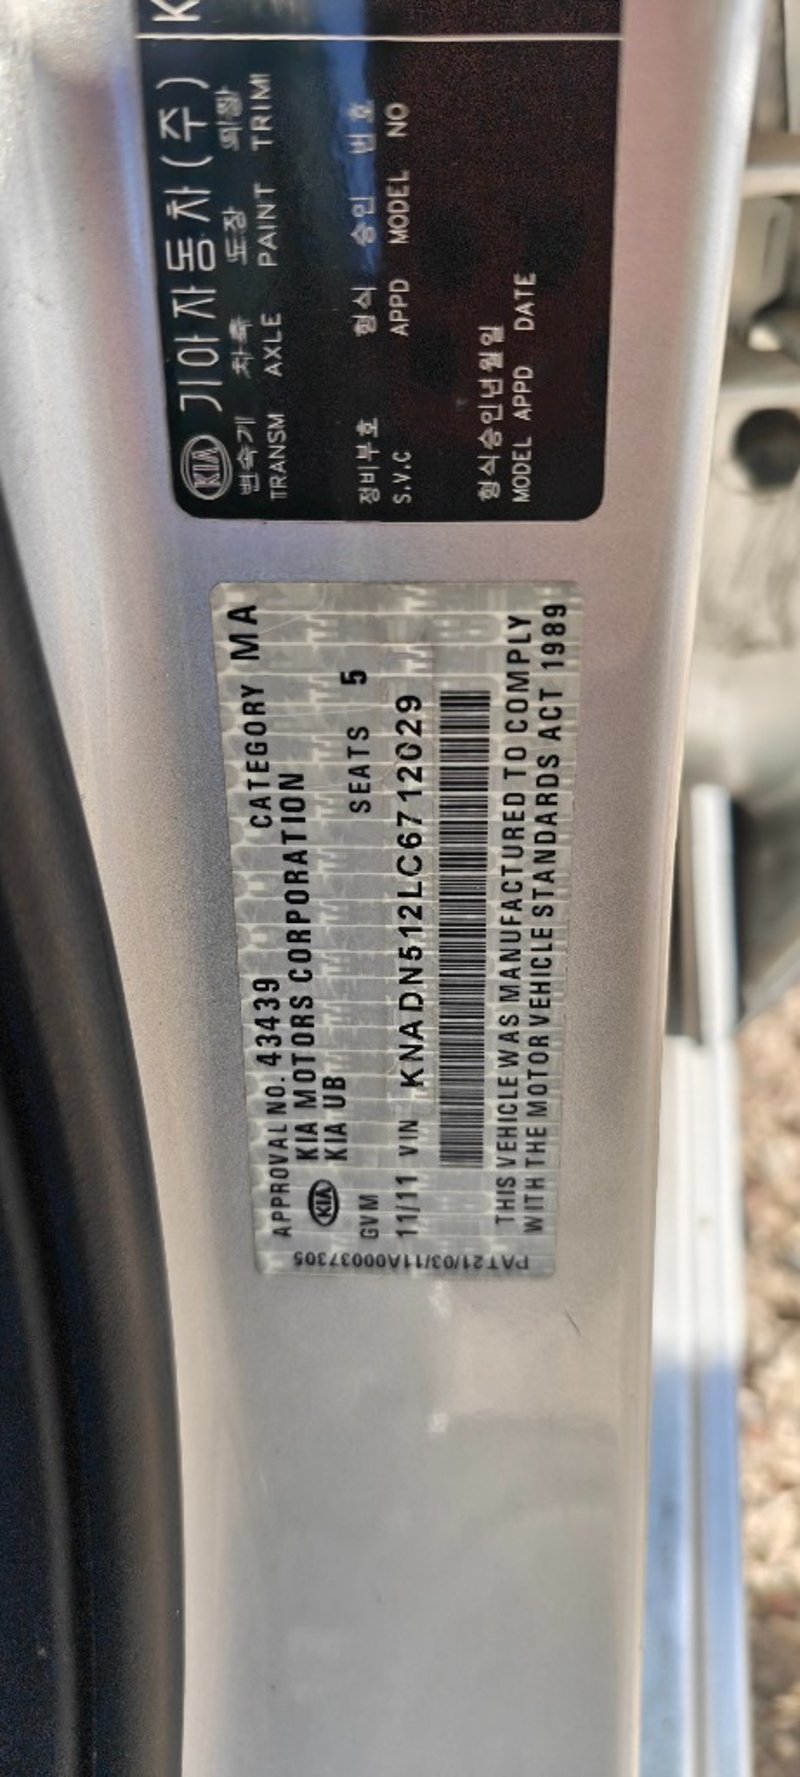 K
KIA 기아자동차(주)
변속기 차축 도장 의장
TRANSM AXLE PAINT TRIM
정비부호 형식 승인 번호
S.V.C APPD MODEL NO
형식승인년월일
MODEL APPD DATE
APPROVAL NO. 43439 CATEGORY MA
KIA KIA MOTORS CORPORATION
KIA UB
GVM SEATS 5
11/11 VIN KNADN512LC6712029
THIS VEHICLE WAS MANUFACTURED TO COMPLY
WITH THE MOTOR VEHICLE STANDARDS ACT 1989
PAT21/03/11A00037305